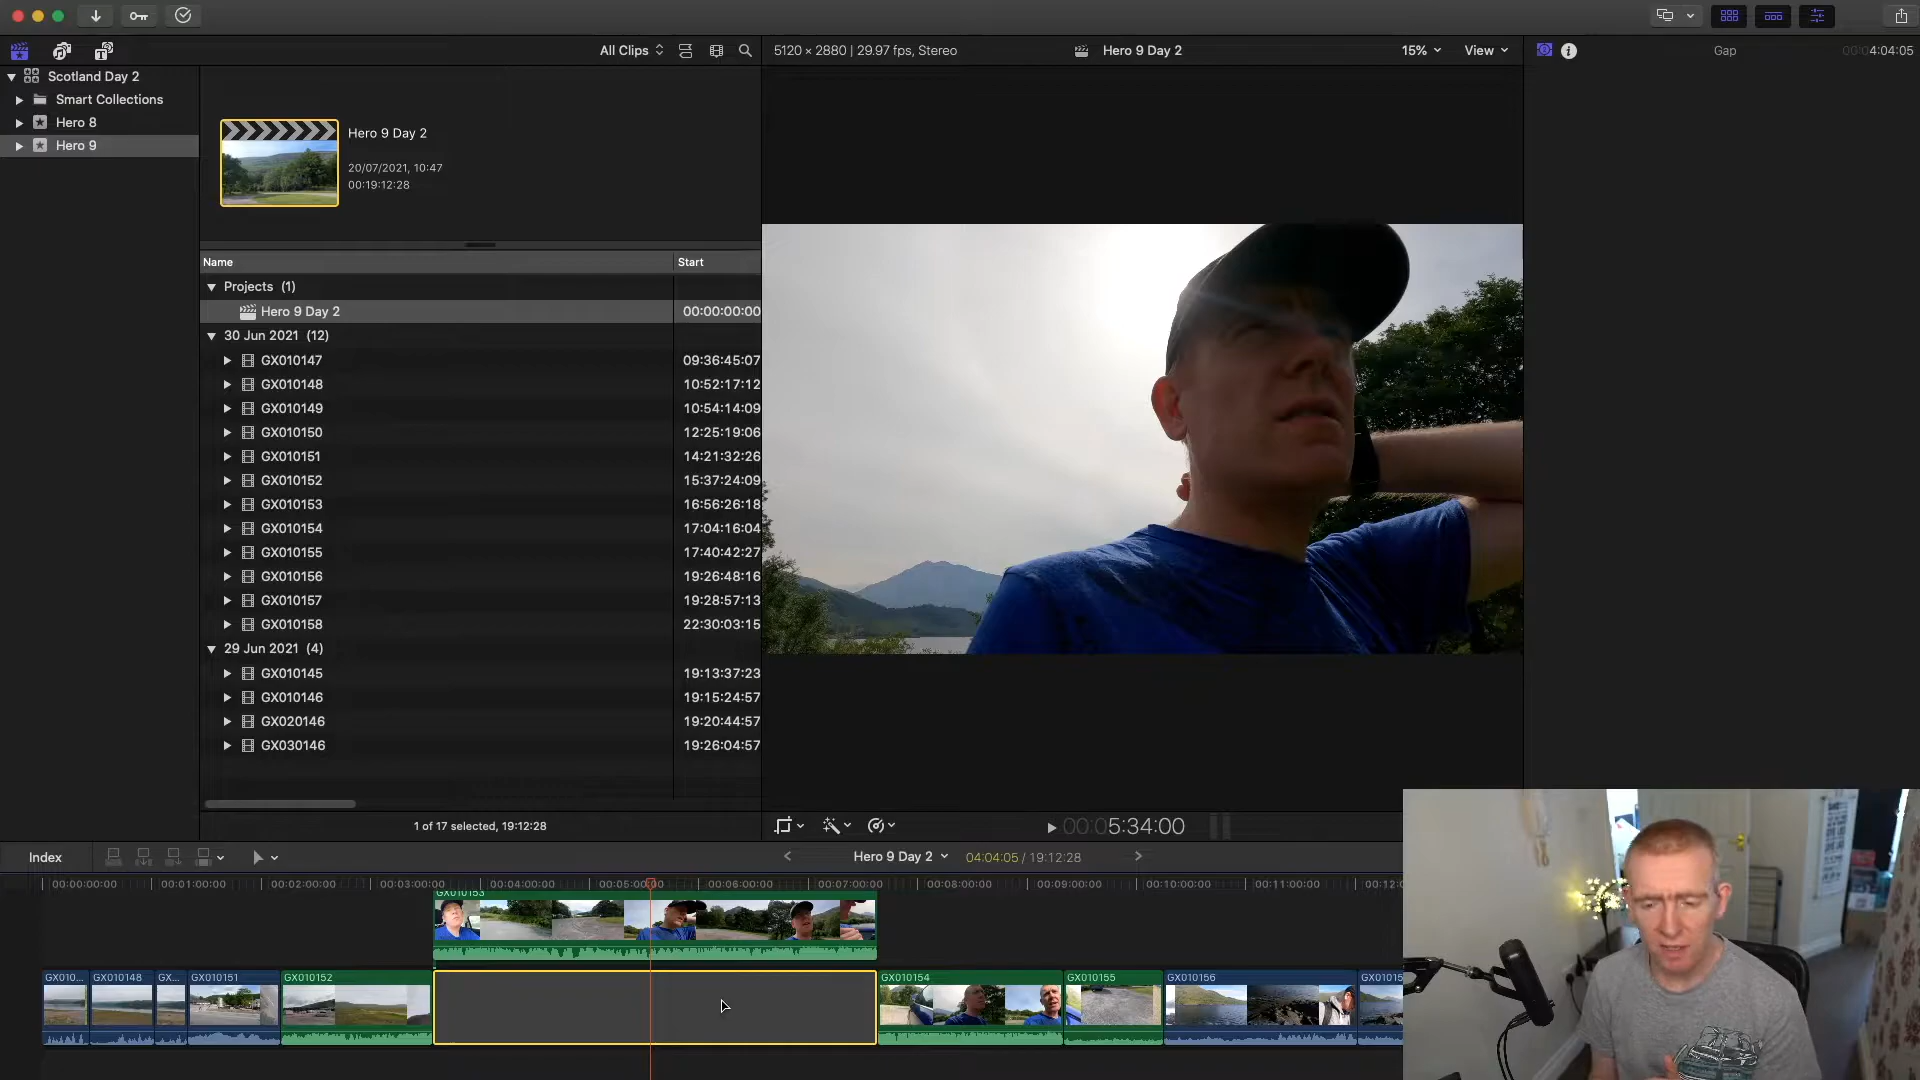 All Clips
5120 × 2880 | 29.97 fps, Stereo
Hero 9 Day 2
15%
View
Gap
00:04:04:05
Scotland Day 2
Smart Collections
Hero 8
Hero 9
Hero 9 Day 2
20/07/2021, 10:47
00:19:12:28
Name Start
Projects (1)
Hero 9 Day 2 00:00:00:00
30 Jun 2021 (12)
GX010147 09:36:45:07
GX010148 10:52:17:12
GX010149 10:54:14:09
GX010150 12:25:19:06
GX010151 14:21:32:26
GX010152 15:37:24:09
GX010153 16:56:26:18
GX010154 17:04:16:04
GX010155 17:40:42:27
GX010156 19:26:48:16
GX010157 19:28:57:13
GX010158 22:30:03:15
29 Jun 2021 (4)
GX010145 19:13:37:23
GX010146 19:15:24:57
GX020146 19:20:44:57
GX030146 19:26:04:57
1 of 17 selected, 19:12:28
00:05:34:00
Index
Hero 9 Day 2
04:04:05 / 19:12:28
00:00:00:00 00:01:00:00 00:02:00:00 00:03:00:00 00:04:00:00 00:05:00:00 00:06:00:00 00:07:00:00 00:08:00:00 00:09:00:00 00:10:00:00 00:11:00:00 00:12:0
GX010153
GX010... GX010148 GX... GX010151 GX010152 GX010154 GX010155 GX010156 GX01015